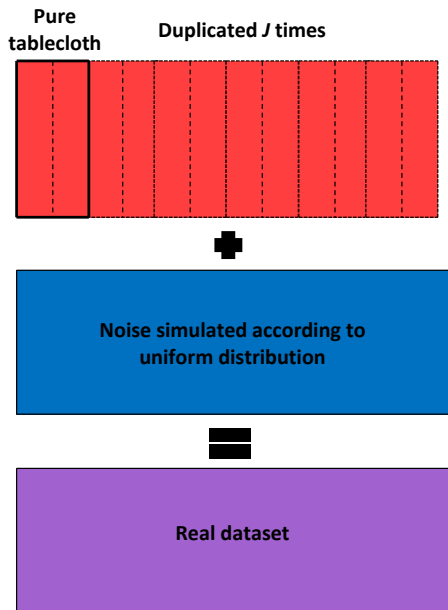 Pure
tablecloth
Duplicated J times
Noise simulated according to
uniform distribution
Real dataset